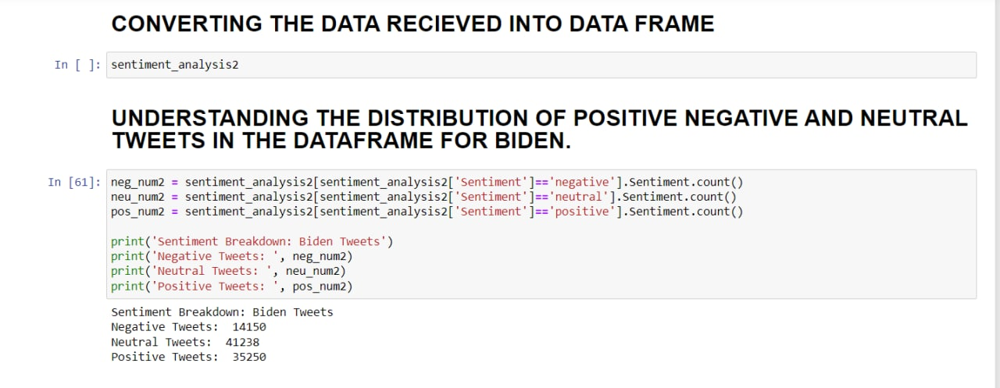 CONVERTING THE DATA RECIEVED INTO DATA FRAME
In [ ]: sentiment_analysis2
UNDERSTANDING THE DISTRIBUTION OF POSITIVE NEGATIVE AND NEUTRAL
TWEETS IN THE DATAFRAME FOR BIDEN.
In [61]: neg_num2 = sentiment_analysis2[sentiment_analysis2['Sentiment']=='negative'].Sentiment.count()
neu_num2 = sentiment_analysis2[sentiment_analysis2['Sentiment']=='neutral'].Sentiment.count()
pos_num2 = sentiment_analysis2[sentiment_analysis2['Sentiment']=='positive'].Sentiment.count()
print('Sentiment Breakdown: Biden Tweets')
print('Negative Tweets: ', neg_num2)
print('Neutral Tweets: ', neu_num2)
print('Positive Tweets: ', pos_num2)
Sentiment Breakdown: Biden Tweets
Negative Tweets:  14150
Neutral Tweets:  41238
Positive Tweets:  35250